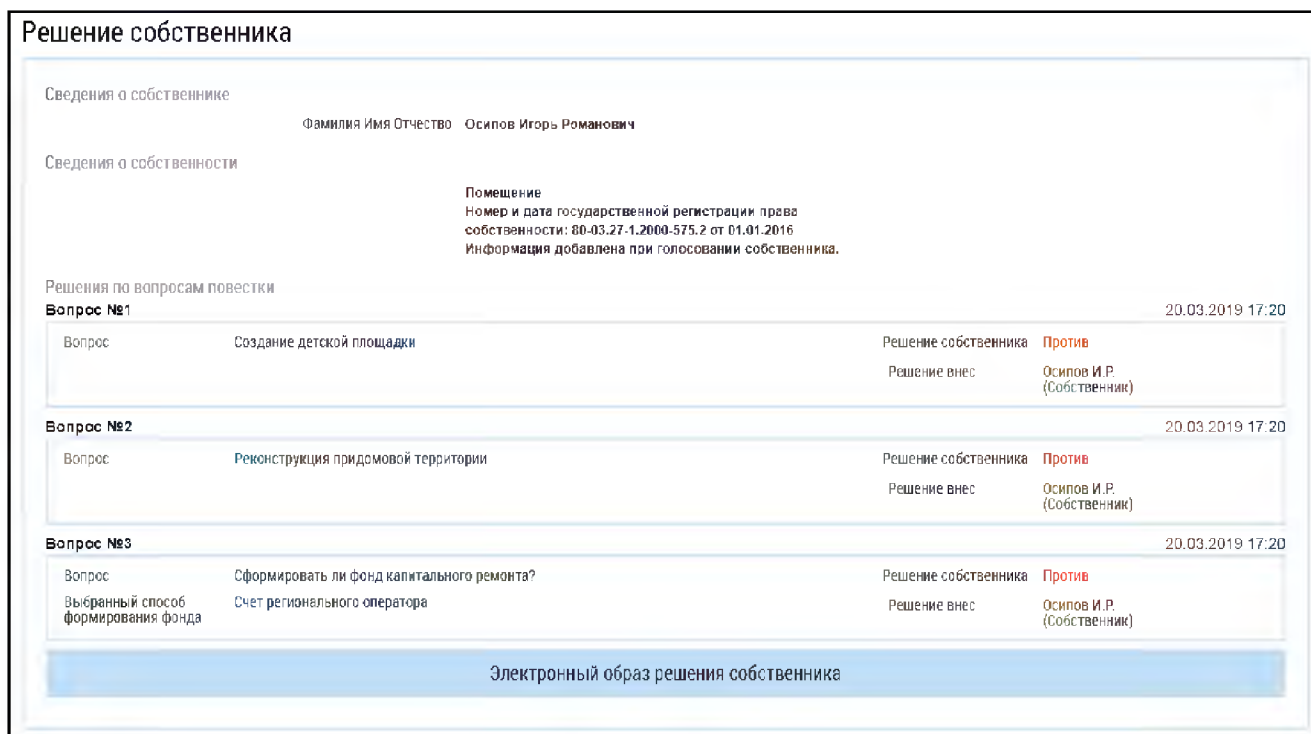 Решение собственника
Сведения о собственнике
Фамилия Имя Отчество Осипов Игорь Романович
Сведения о собственности
Помещение
Номер и дата государственной регистрации права
собственности: 80-03.27-1.2000-575.2 от 01.01.2016
Информация добавлена при голосовании собственника.
Решения по вопросам повестки
Вопрос №1 20.03.2019 17:20
Вопрос Создание детской площадки Решение собственника Против
Решение внес Осипов И.Р.
(Собственник)
Вопрос №2 20.03.2019 17:20
Вопрос Реконструкция придомовой территории Решение собственника Против
Решение внес Осипов И.Р.
(Собственник)
Вопрос №3 20.03.2019 17:20
Вопрос Сформировать ли фонд капитального ремонта? Решение собственника Против
Выбранный способ Счет регионального оператора Решение внес Осипов И.Р.
формирования фонда (Собственник)
Электронный образ решения собственника